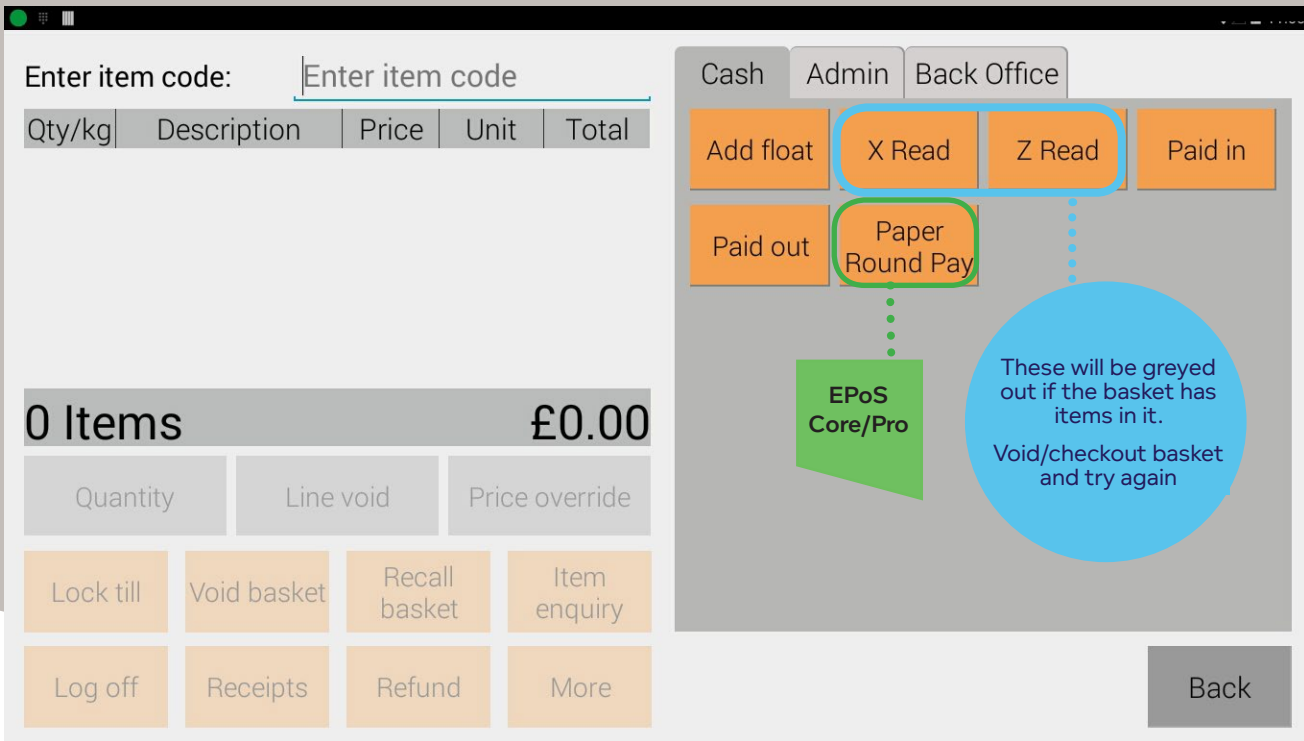 Enter item code: Enter item code
Qty/kg Description Price Unit Total
0 Items £0.00
Quantity Line void Price override
Lock till Void basket Recall
basket Item
enquiry
Log off Receipts Refund More
Cash Admin Back Office
Add float X Read Z Read Paid in
Paid out Paper
Round Pay
EPoS
Core/Pro
These will be greyed
out if the basket has
items in it.
Void/checkout basket
and try again
Back